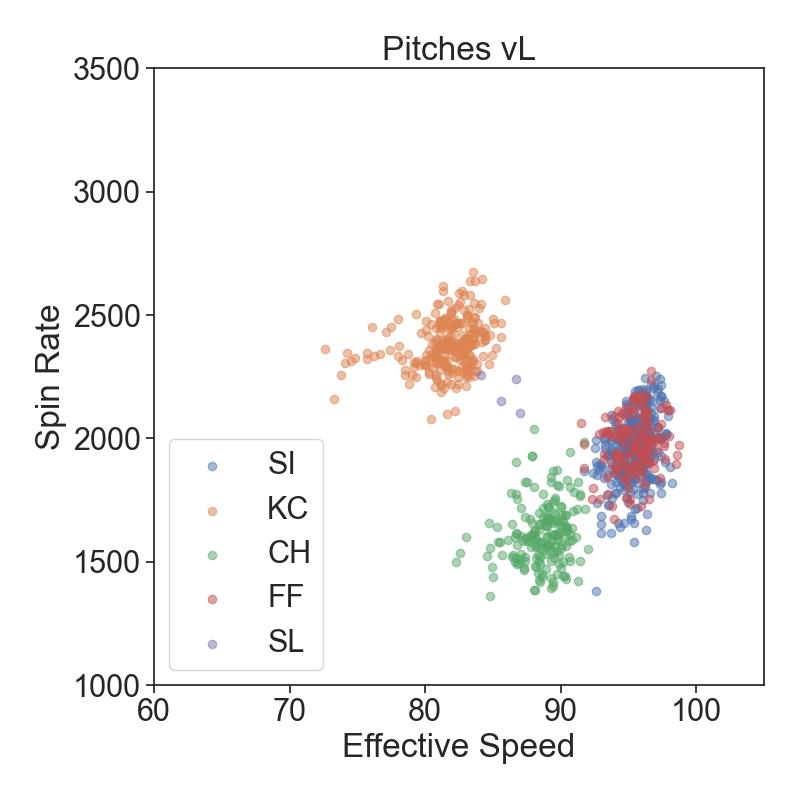 Pitches vL
3500
3000
2500
2000
1500
1000
Spin Rate
SI
KC
CH
FF
SL
60 70 80 90 100
Effective Speed